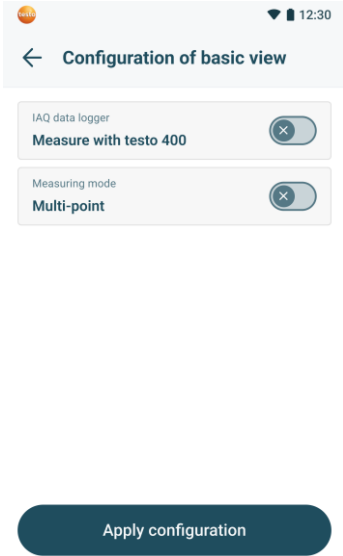 testo
12:30
Configuration of basic view
IAQ data logger
Measure with testo 400
Measuring mode
Multi-point
Apply configuration